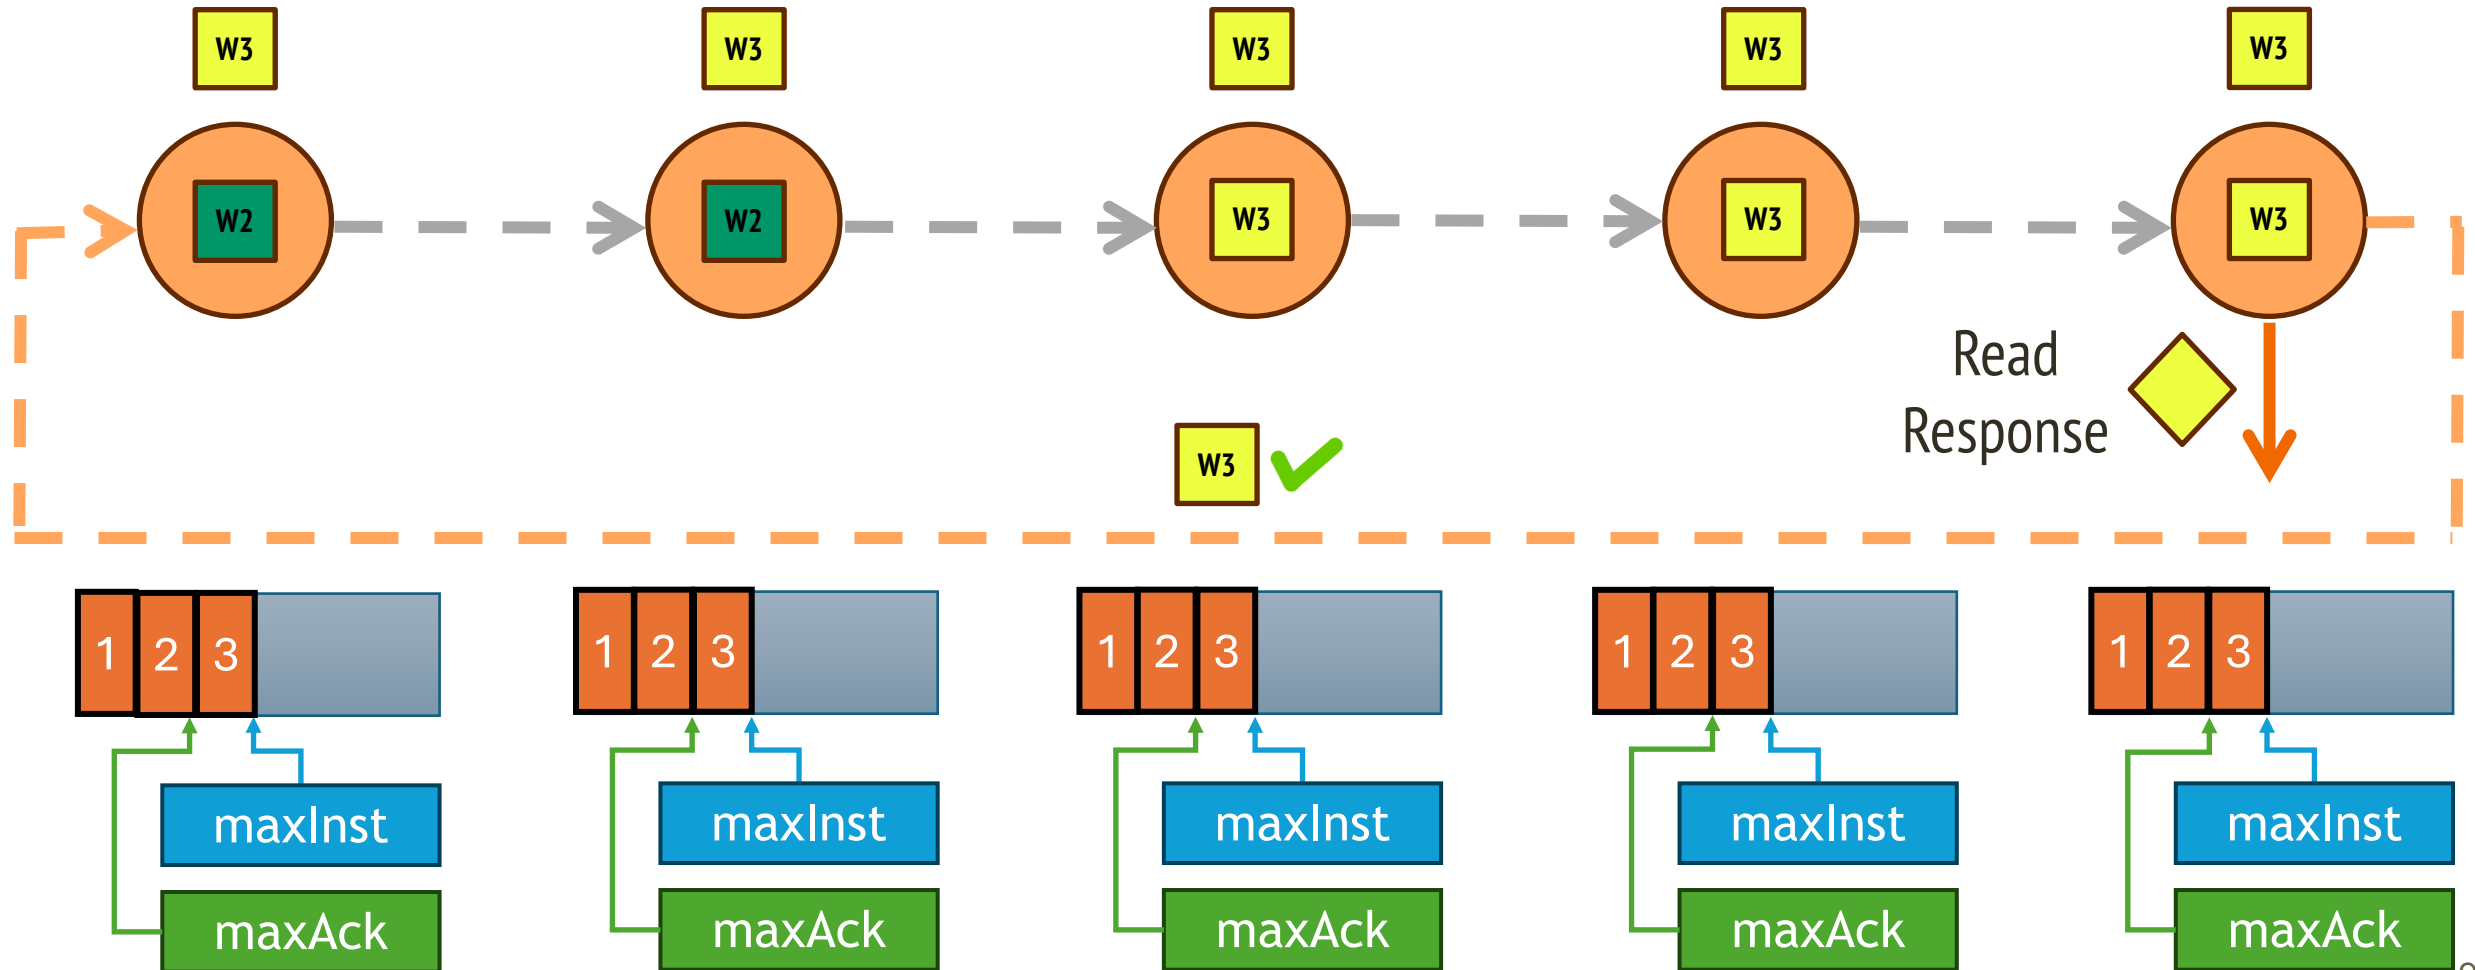 W3 W3 W3 W3 W3
W2 W2 W3 W3 W3
Read
Response
W3
1 2 3 1 2 3 1 2 3 1 2 3 1 2 3
maxInst maxInst maxInst maxInst maxInst
maxAck maxAck maxAck maxAck maxAck